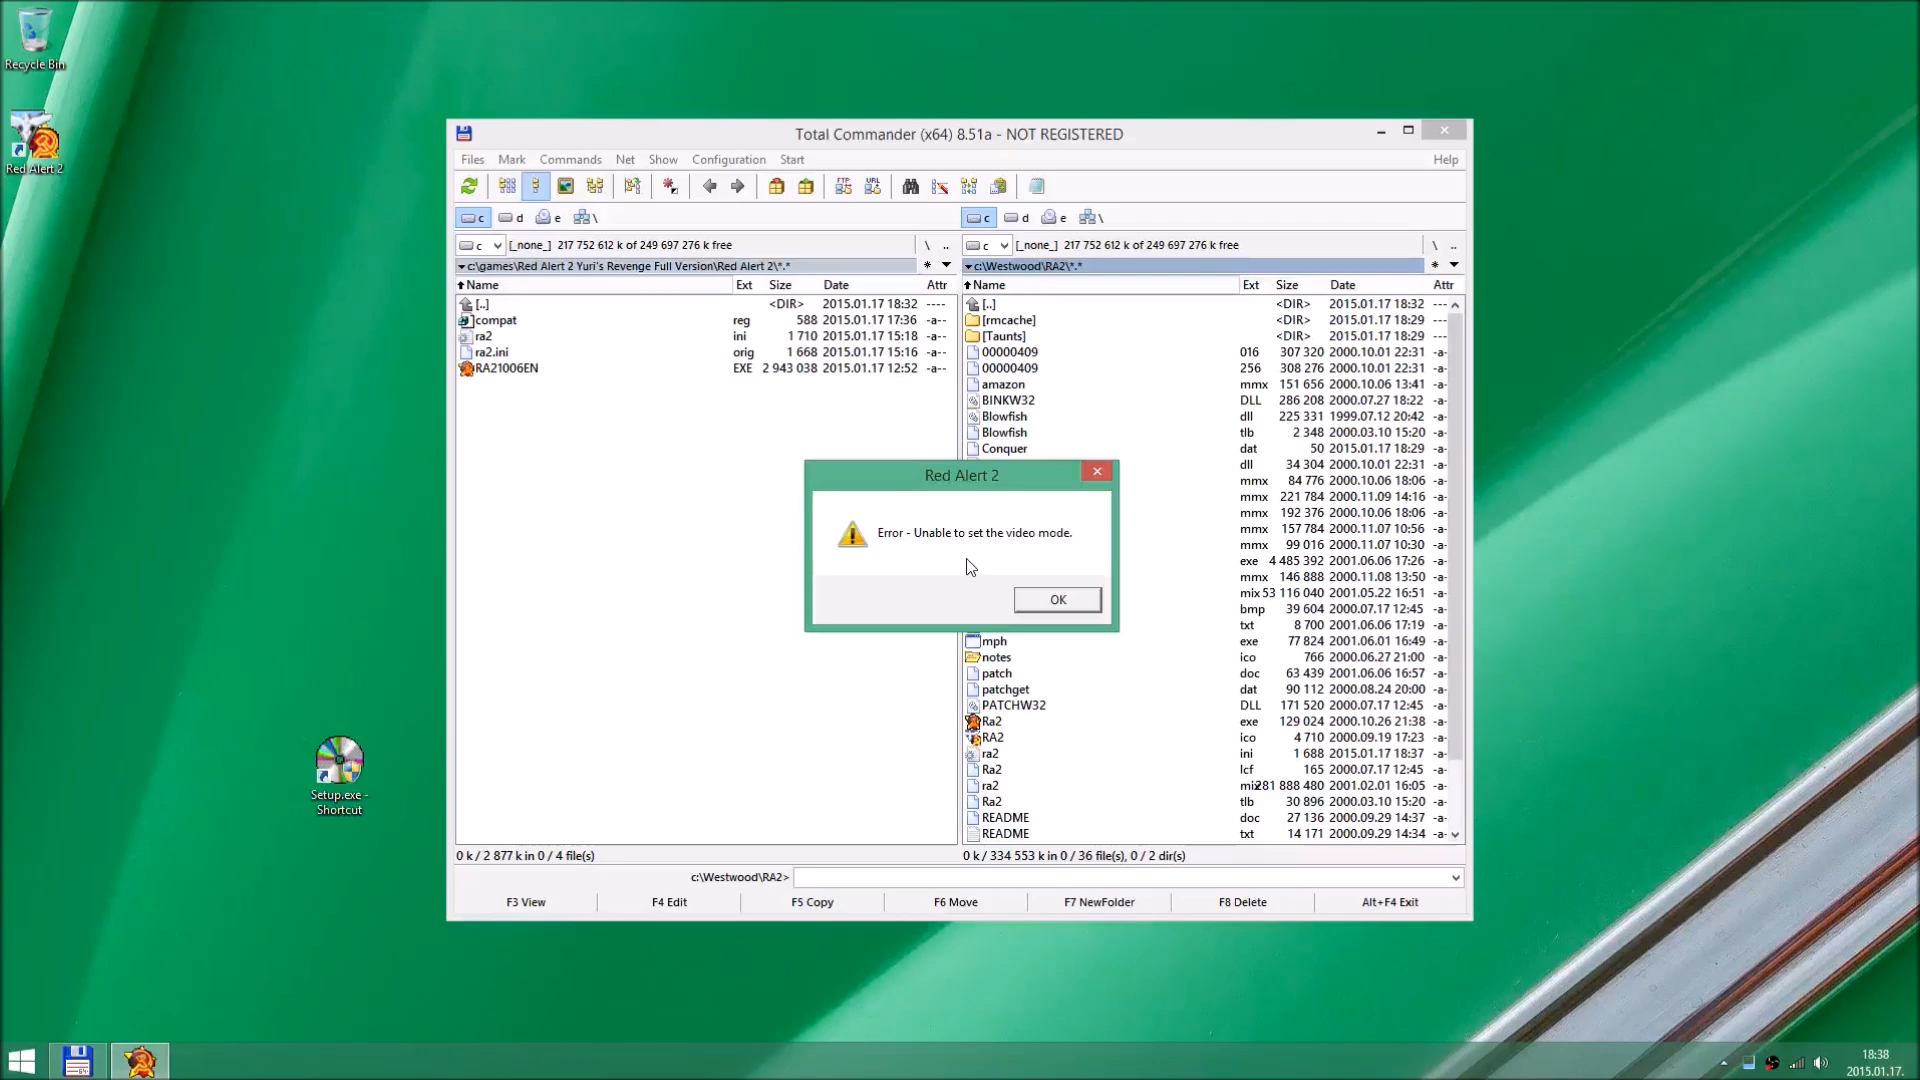 Recycle Bin
Red Alert 2
Setup.exe -
Shortcut
Total Commander (x64) 8.51a - NOT REGISTERED
Files Mark Commands Net Show Configuration Start Help
FTP URL
c d e \ c d e \
c [_none_] 217 752 612 k of 249 697 276 k free \ .. c [_none_] 217 752 612 k of 249 697 276 k free \ ..
c:\games\Red Alert 2 Yuri's Revenge Full Version\Red Alert 2\*.* * c:\Westwood\RA2\*.* *
Name Ext Size Date Attr
[..] <DIR> 2015.01.17 18:32 ----
compat reg 588 2015.01.17 17:36 -a--
ra2 ini 1 710 2015.01.17 15:18 -a--
ra2.ini orig 1 668 2015.01.17 15:16 -a--
RA21006EN EXE 2 943 038 2015.01.17 12:52 -a--
0 k / 2 877 k in 0 / 4 file(s)
Name Ext Size Date Attr
[..] <DIR> 2015.01.17 18:32 ---
[rmcache] <DIR> 2015.01.17 18:29 ---
[Taunts] <DIR> 2015.01.17 18:29 ---
00000409 016 307 320 2000.10.01 22:31 -a-
00000409 256 308 276 2000.10.01 22:31 -a-
amazon mmx 151 656 2000.10.06 13:41 -a-
BINKW32 DLL 286 208 2000.07.27 18:22 -a-
Blowfish dll 225 331 1999.07.12 20:42 -a-
Blowfish tlb 2 348 2000.03.10 15:20 -a-
Conquer dat 50 2015.01.17 18:29 -a-
dll 34 304 2000.10.01 22:31 -a-
mmx 84 776 2000.10.06 18:06 -a-
mmx 221 784 2000.11.09 14:16 -a-
mmx 192 376 2000.10.06 18:06 -a-
mmx 157 784 2000.11.07 10:56 -a-
mmx 99 016 2000.11.07 10:30 -a-
exe 4 485 392 2001.06.06 17:26 -a-
mmx 146 888 2000.11.08 13:50 -a-
mix 53 116 040 2001.05.22 16:51 -a-
bmp 39 604 2000.07.17 12:45 -a-
txt 8 700 2001.06.06 17:19 -a-
mph exe 77 824 2001.06.01 16:49 -a-
notes ico 766 2000.06.27 21:00 -a-
patch doc 63 439 2001.06.06 16:57 -a-
patchget dat 90 112 2000.08.24 20:00 -a-
PATCHW32 DLL 171 520 2000.07.17 12:45 -a-
Ra2 exe 129 024 2000.10.26 21:38 -a-
RA2 ico 4 710 2000.09.19 17:23 -a-
ra2 ini 1 688 2015.01.17 18:37 -a-
Ra2 lcf 165 2000.07.17 12:45 -a-
ra2 mix 281 888 480 2001.02.01 16:05 -a-
Ra2 tlb 30 896 2000.03.10 15:20 -a-
README doc 27 136 2000.09.29 14:37 -a-
README txt 14 171 2000.09.29 14:34 -a-
0 k / 334 553 k in 0 / 36 file(s), 0 / 2 dir(s)
Red Alert 2
Error - Unable to set the video mode.
OK
c:\Westwood\RA2>
F3 View F4 Edit F5 Copy F6 Move F7 NewFolder F8 Delete Alt+F4 Exit
18:38
2015.01.17.